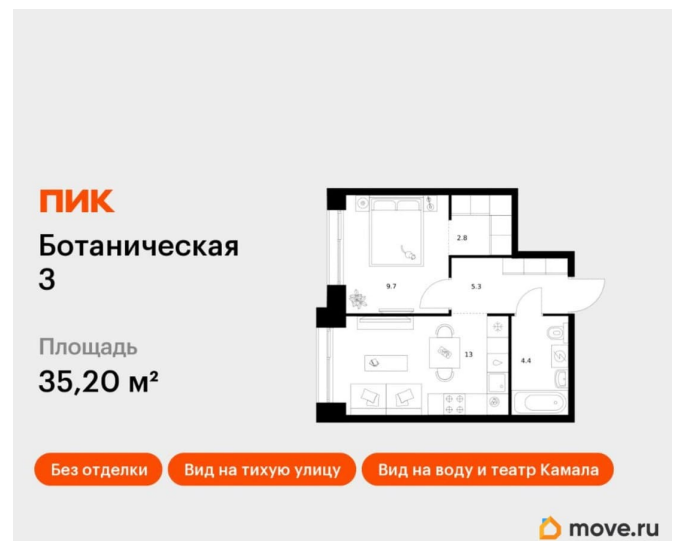 ПИК
Ботаническая
3
Площадь
35,20 м²
2.8
9.7
5.3
13
4.4
Без отделки
Вид на тихую улицу
Вид на воду и театр Камала
move.ru